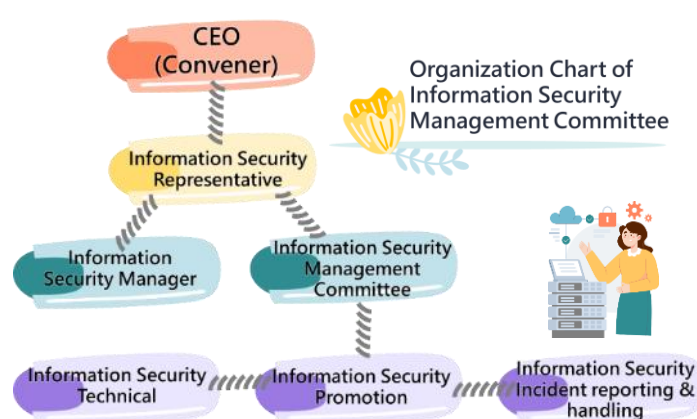 CEO
(Convener)
Organization Chart of
Information Security
Management Committee
Information Security
Representative
Information
Security Manager
Information Security
Management
Committee
Information Security
Technical
Information Security
Promotion
Information Security
Incident reporting &
handling